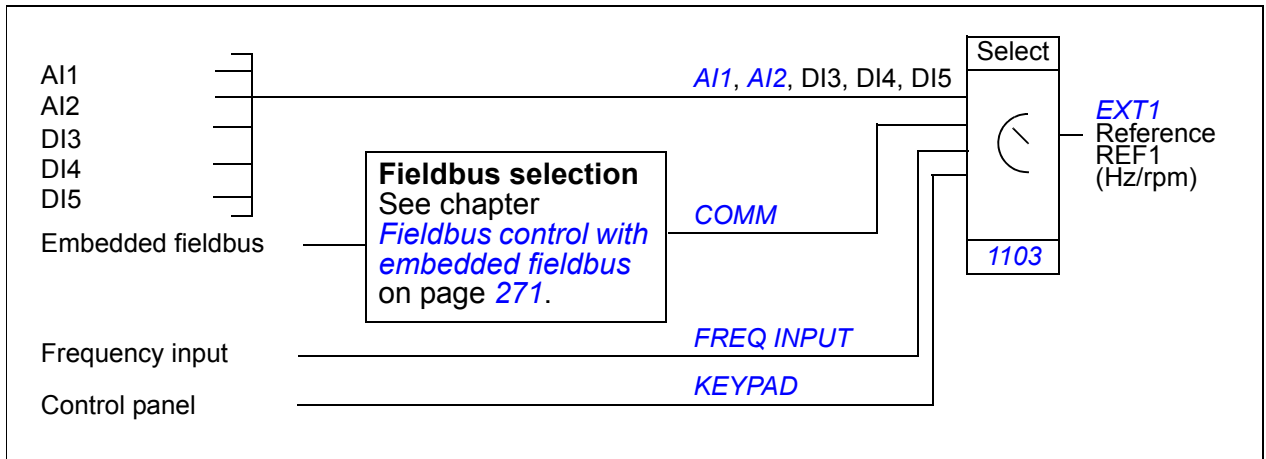 AI1
AI2
DI3
DI4
DI5
Embedded fieldbus
Frequency input
Control panel
Fieldbus selection
See chapter
Fieldbus control with
embedded fieldbus
on page 271.
AI1, AI2, DI3, DI4, DI5
COMM
FREQ INPUT
KEYPAD
Select
1103
EXT1
Reference
REF1
(Hz/rpm)